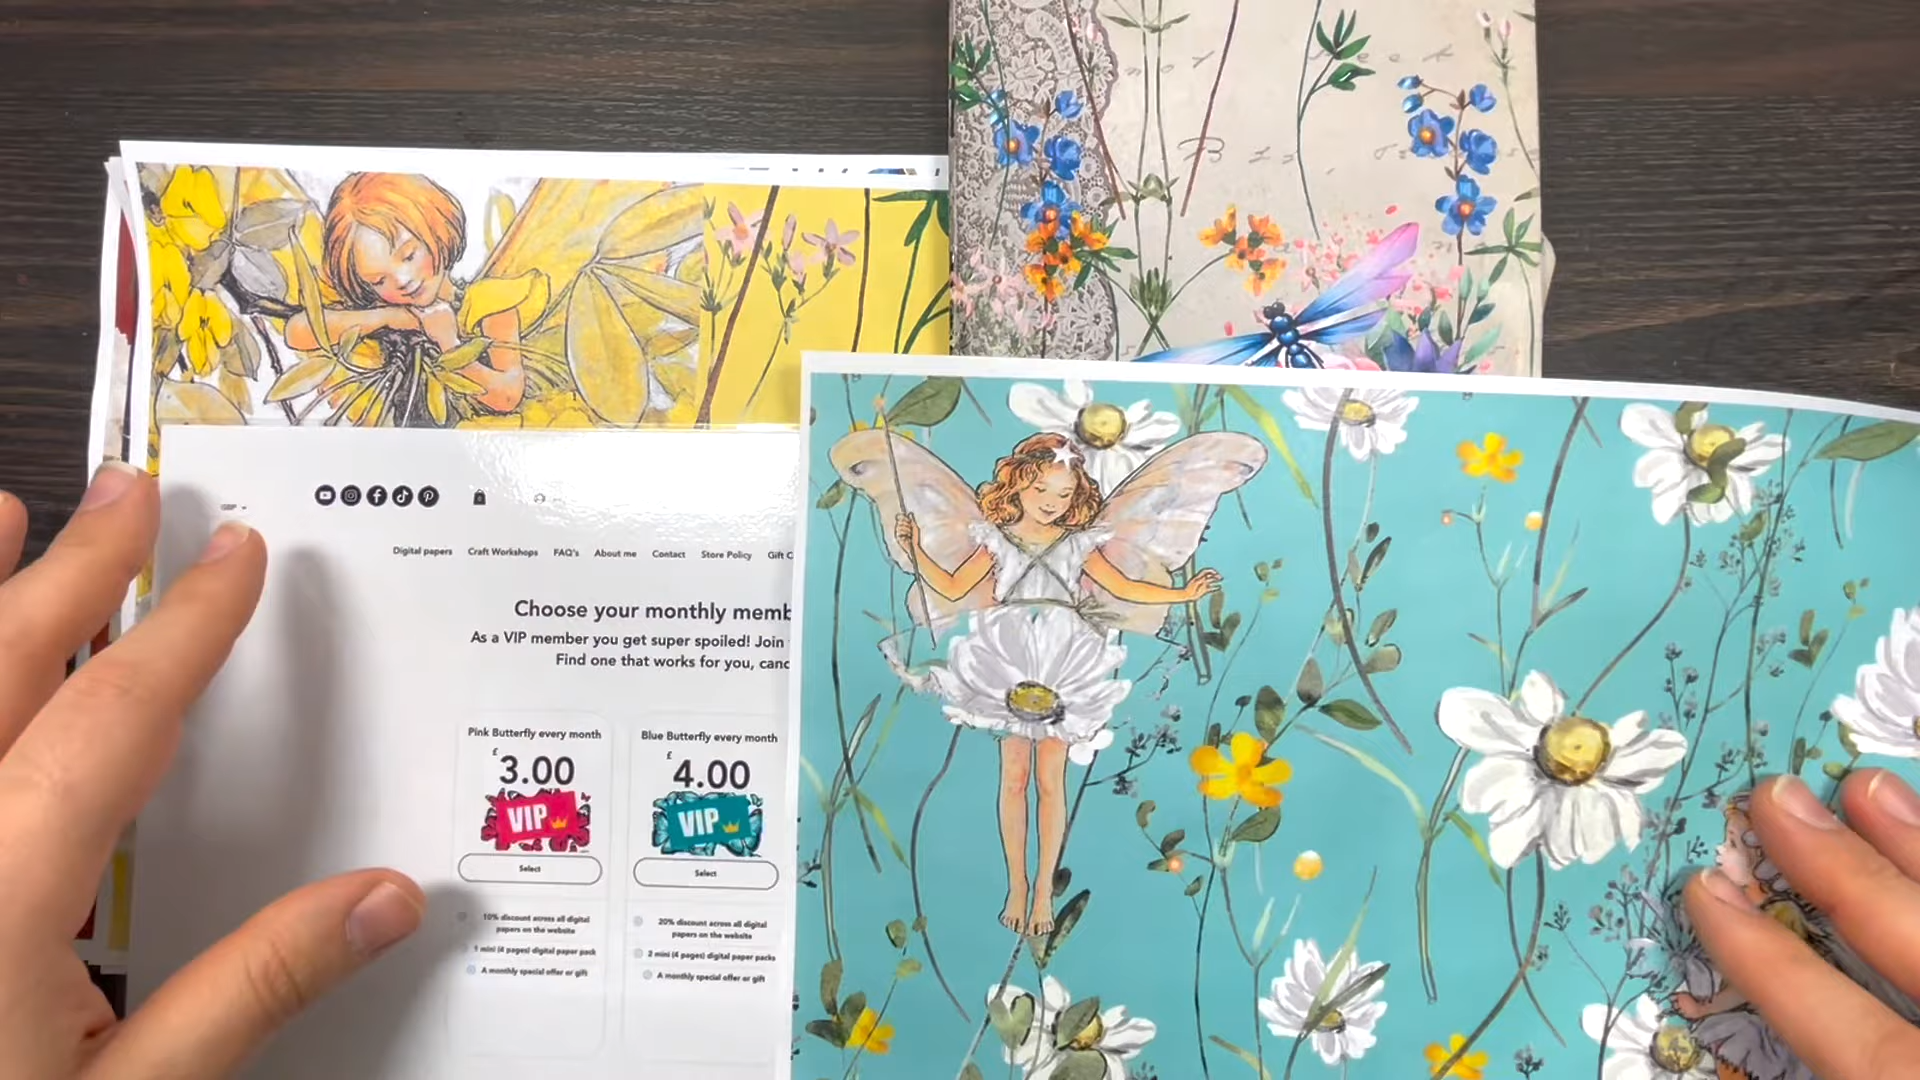 GBP
Digital papers Craft Workshops FAQ's About me Contact Store Policy Gift C
Choose your monthly memb
As a VIP member you get super spoiled! Join
Find one that works for you, canc
Pink Butterfly every month
£
3.00
VIP
Select
10% discount across all digital
papers on the website
1 mini (4 pages) digital paper pack
A monthly special offer or gift
Blue Butterfly every month
£
4.00
VIP
Select
20% discount across all digital
papers on the website
2 mini (4 pages) digital paper packs
A monthly special offer or gift